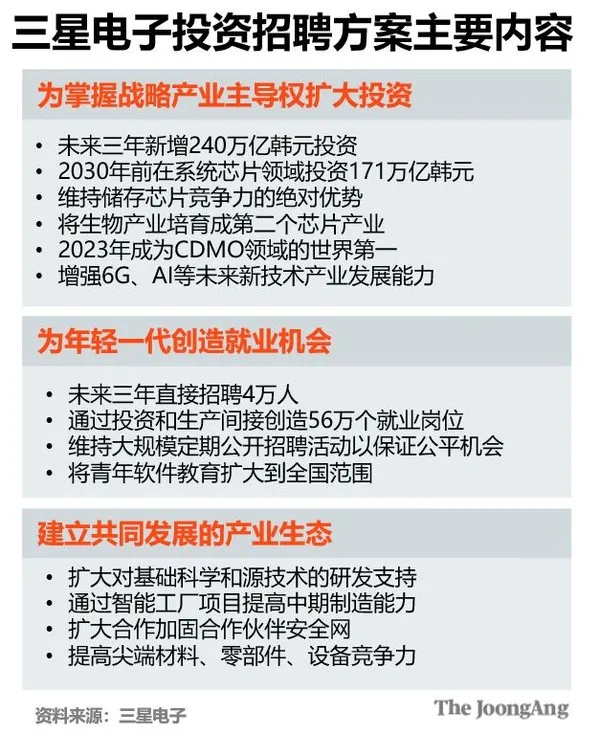 三星电子投资招聘方案主要内容
为掌握战略产业主导权扩大投资
• 未来三年新增240万亿韩元投资
• 2030年前在系统芯片领域投资171万亿韩元
• 维持储存芯片竞争力的绝对优势
• 将生物产业培育成第二个芯片产业
• 2023年成为CDMO领域的世界第一
• 增强6G、AI等未来新技术产业发展能力
为年轻一代创造就业机会
• 未来三年直接招聘4万人
• 通过投资和生产间接创造56万个就业岗位
• 维持大规模定期公开招聘活动以保证公平机会
• 将青年软件教育扩大到全国范围
建立共同发展的产业生态
• 扩大对基础科学和源技术的研发支持
• 通过智能工厂项目提高中期制造能力
• 扩大合作加固合作伙伴安全网
• 提高尖端材料、零部件、设备竞争力
资料来源：三星电子
The JoongAng